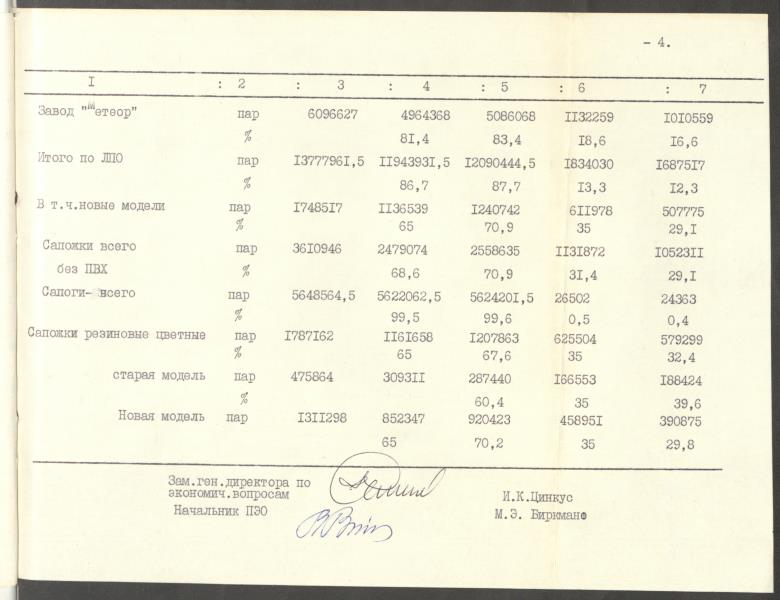 - 4.
I : 2 : 3 : 4 : 5 : 6 : 7
Завод "Метеор" пар 6096627 4964368 5086068 II32259 I0I0559
% 8I,4 83,4 I8,6 I6,6
Итого по ЛПО пар I377796I,5 II94393I,5 I2090444,5 I834030 I6875I7
% 86,7 87,7 I3,3 I2,3
В т.ч.новые модели пар I7485I7 II36539 I240742 6II978 507775
% 65 70,9 35 29,I
Сапожки всего пар 36I0946 2479074 2558635 II3I872 I0523II
без ПВХ % 68,6 70,9 3I,4 29,I
Сапоги- всего пар 5648564,5 5622062,5 562420I,5 26502 24363
% 99,5 99,6 0,5 0,4
Сапожки резиновые цветные пар I787I62 II6I658 I207863 625504 579299
% 65 67,6 35 32,4
старая модель пар 475864 3093II 287440 I66553 I88424
% 60,4 35 39,6
Новая модель пар I3II298 852347 920423 45895I 390875
65 70,2 35 29,8
Зам.ген.директора по
экономич.вопросам И.К.Цинкус
Начальник ПЭО М.Э. Биркман